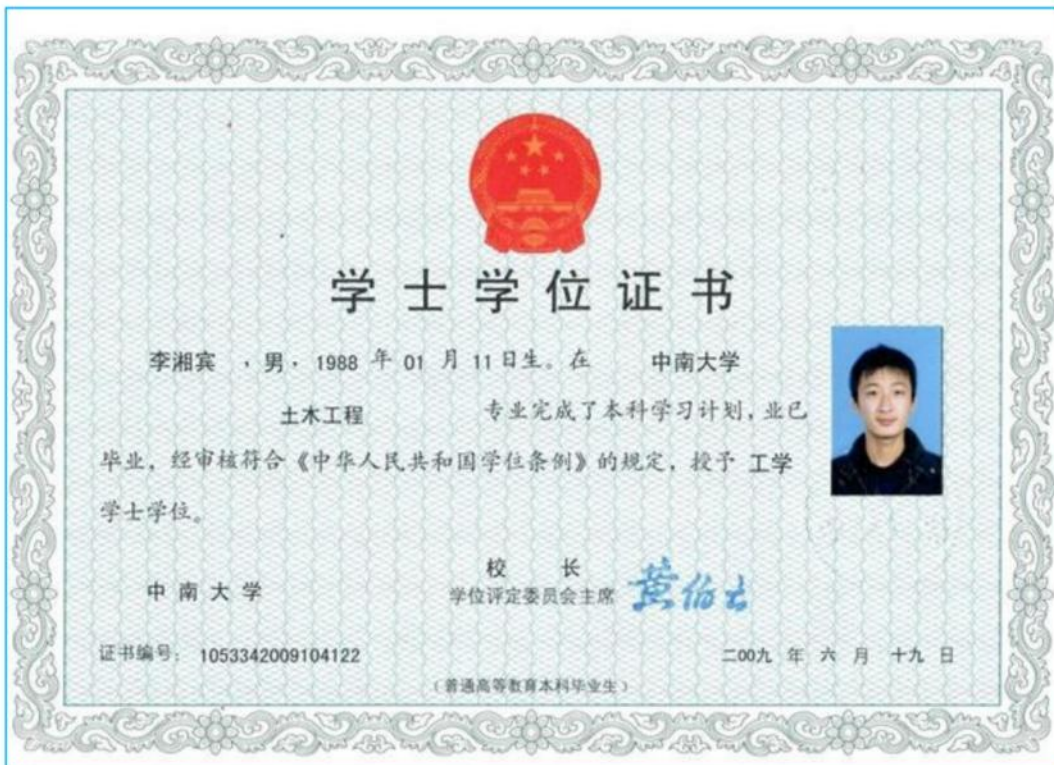 学士学位证书
李湘宾 ，男，1988 年 01 月 11 日生。在 中南大学
土木工程 专业完成了本科学习计划，业已
毕业，经审核符合《中华人民共和国学位条例》的规定，授予 工学
学士学位。
中南大学
校 长
学位评定委员会主席 黄伯云
证书编号： 1053342009104122
二00九 年 六 月 十九 日
（普通高等教育本科毕业生）